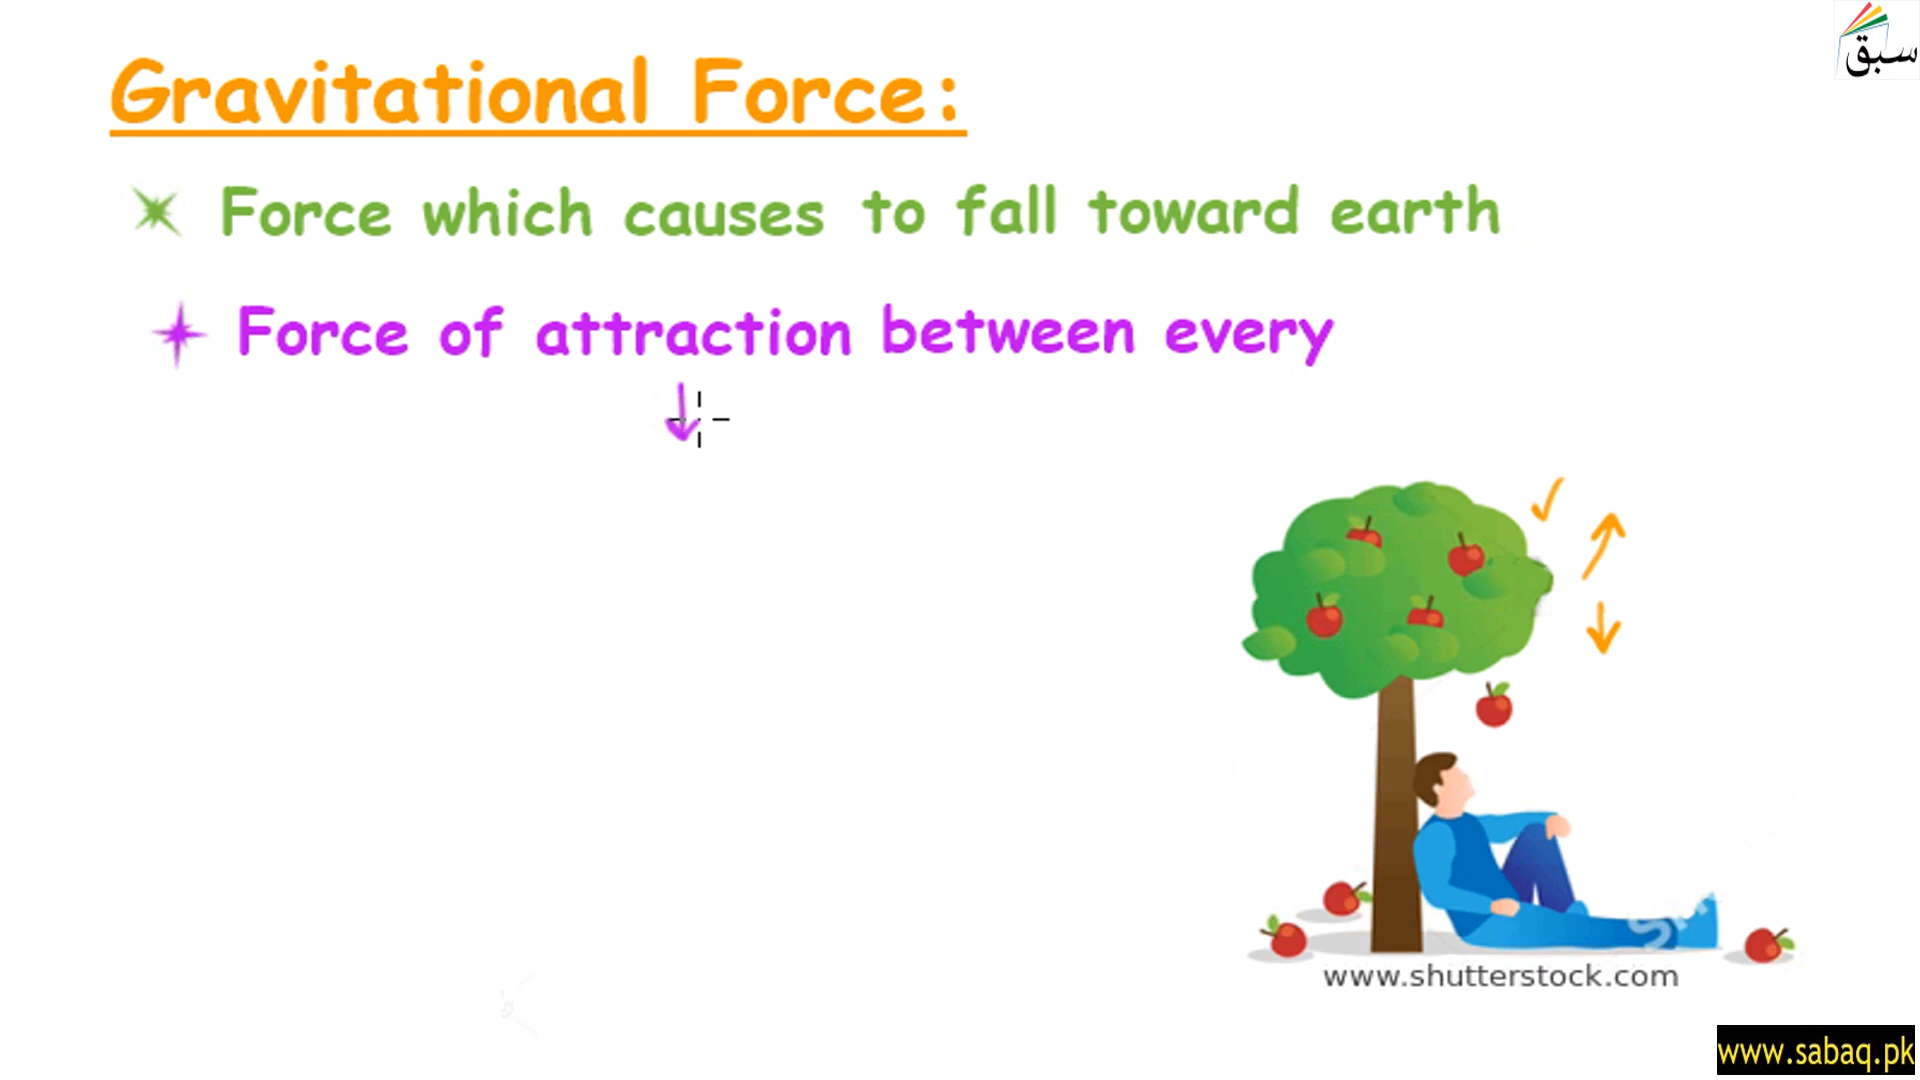 سبق
Gravitational Force:
Force which causes to fall toward earth
Force of attraction between every
www.shutterstock.com
www.sabaq.pk